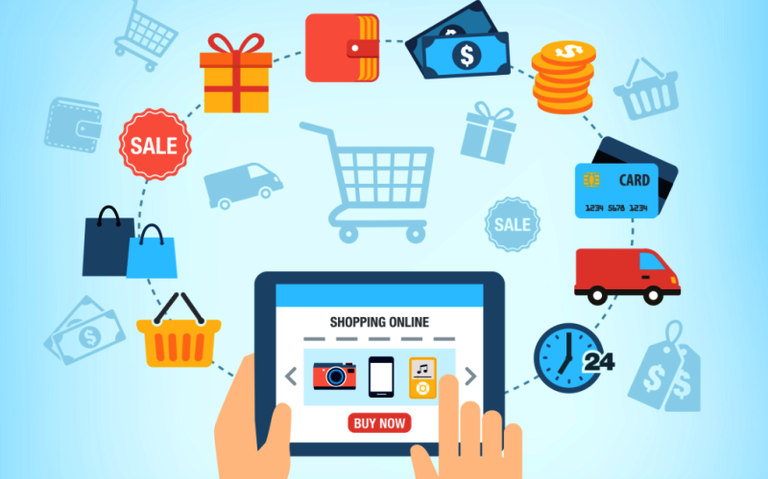 $
$
SALE
CARD
1234 5678 1234
SALE
$
SHOPPING ONLINE
24
$ $
BUY NOW